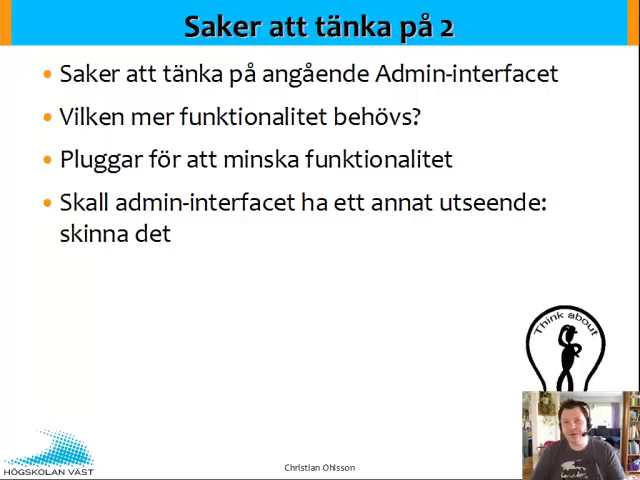 Saker att tänka på 2
Saker att tänka på angående Admin-interfacet
Vilken mer funktionalitet behövs?
Pluggar för att minska funktionalitet
Skall admin-interfacet ha ett annat utseende:
skinna det
Think about
HÖGSKOLAN VÄST
Christian Ohlsson